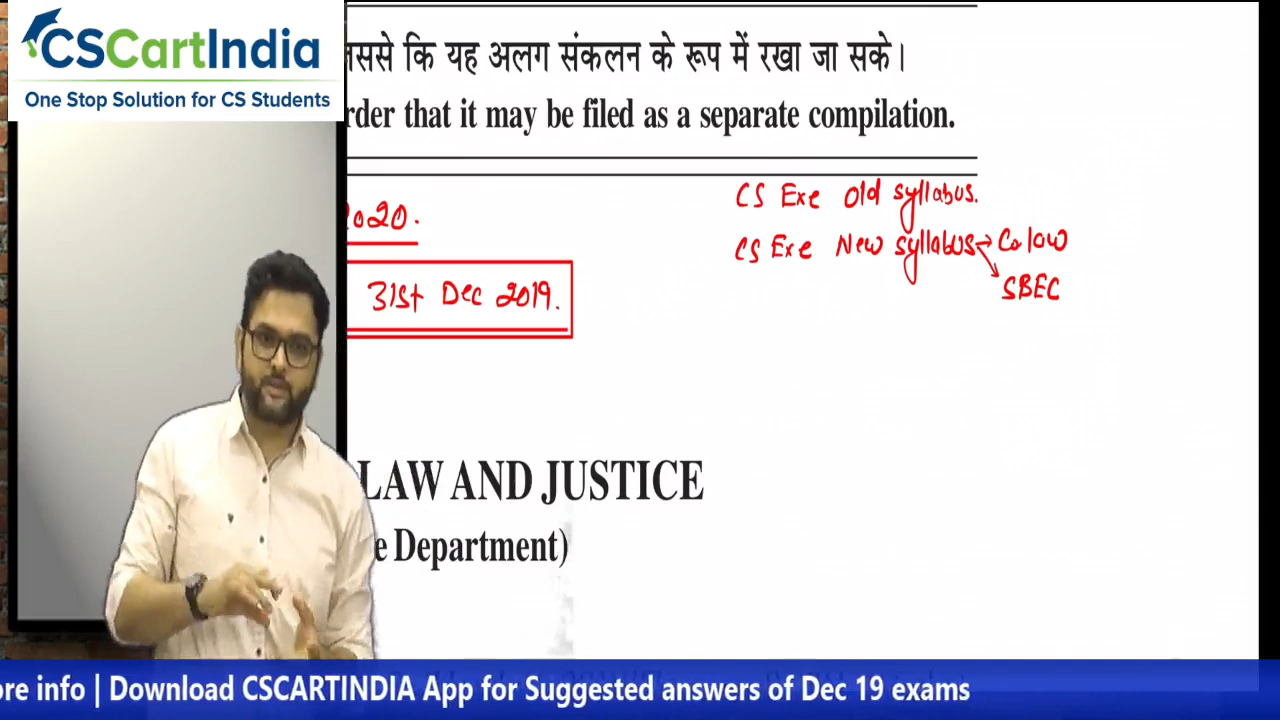 CSCartIndia
One Stop Solution for CS Students
जससे कि यह अलग संकलन के रूप में रखा जा सके।
rder that it may be filed as a separate compilation.
CS Exe Old syllabus.
2020.
CS Exe New syllabus → Co law
SBEC
31st Dec 2019.
LAW AND JUSTICE
e Department)
ore info | Download CSCARTINDIA App for Suggested answers of Dec 19 exams